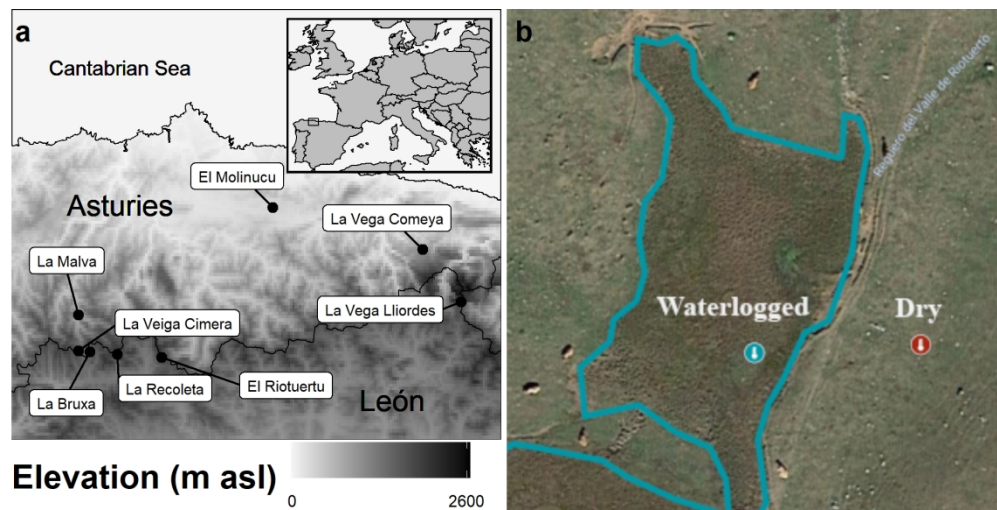 a
Cantabrian Sea
El Molinucu
Asturies
La Vega Comeya
La Malva
La Vega Lliordes
La Veiga Cimera
La Bruxa
La Recoleta
El Riotuertu
León
Elevation (m asl)
0
2600
b
Reguero del Valle de Riotuerto
Waterlogged
Dry